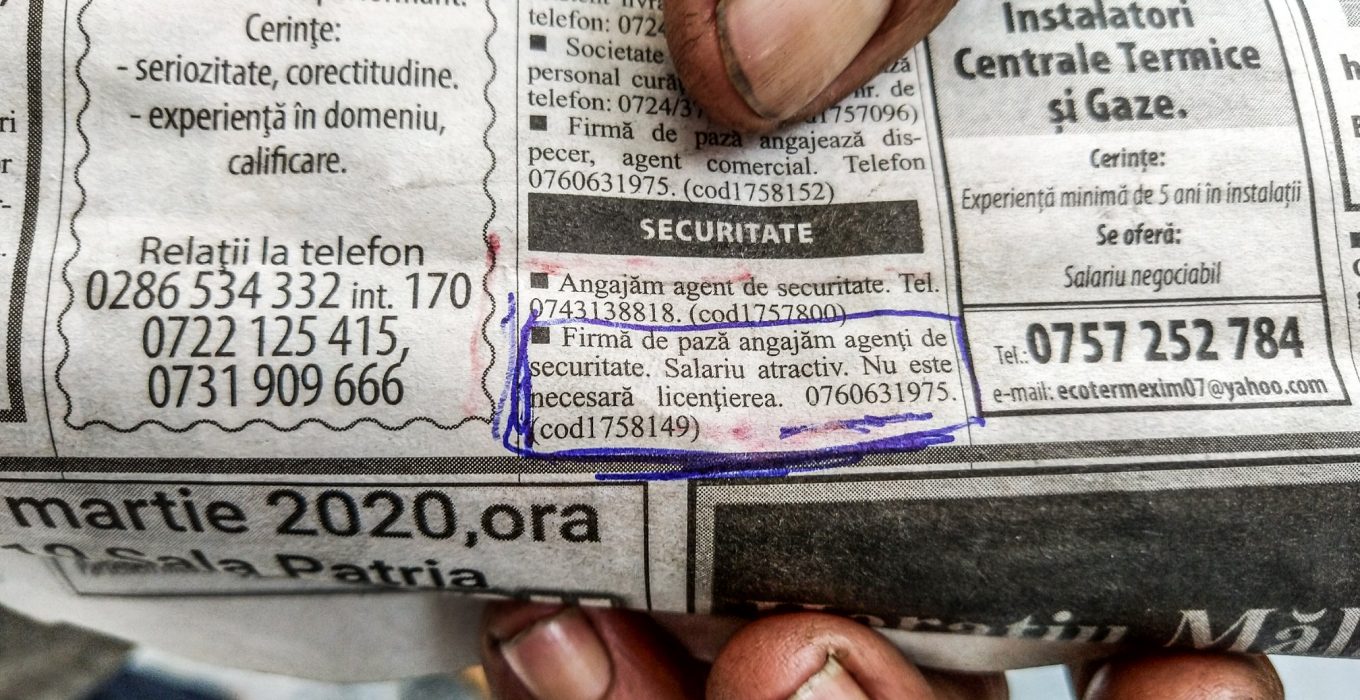 Cerinţe:
- seriozitate, corectitudine.
- experienţă în domeniu,
calificare.
Relaţii la telefon
0286 534 332 int. 170
0722 125 415,
0731 909 666
telefon: 0724
■ Societate
personal
nr. de
telefon: 0724/
1757096)
■ Firmă de pază angajează dis-
pecer, agent comercial. Telefon
0760631975. (cod1758152)
SECURITATE
■ Angajăm agent de securitate. Tel.
0743138818. (cod1757800)
■ Firmă de pază angajăm agenţi de
securitate. Salariu atractiv. Nu este
necesară licenţierea. 0760631975.
(cod1758149)
Instalatori
Centrale Termice
şi Gaze.
Cerinţe:
Experienţă minimă de 5 ani în instalaţii
Se oferă:
Salariu negociabil
Tel.:0757 252 784
e-mail: ecotermexim07@yahoo.com
martie 2020,ora
Sala Patria